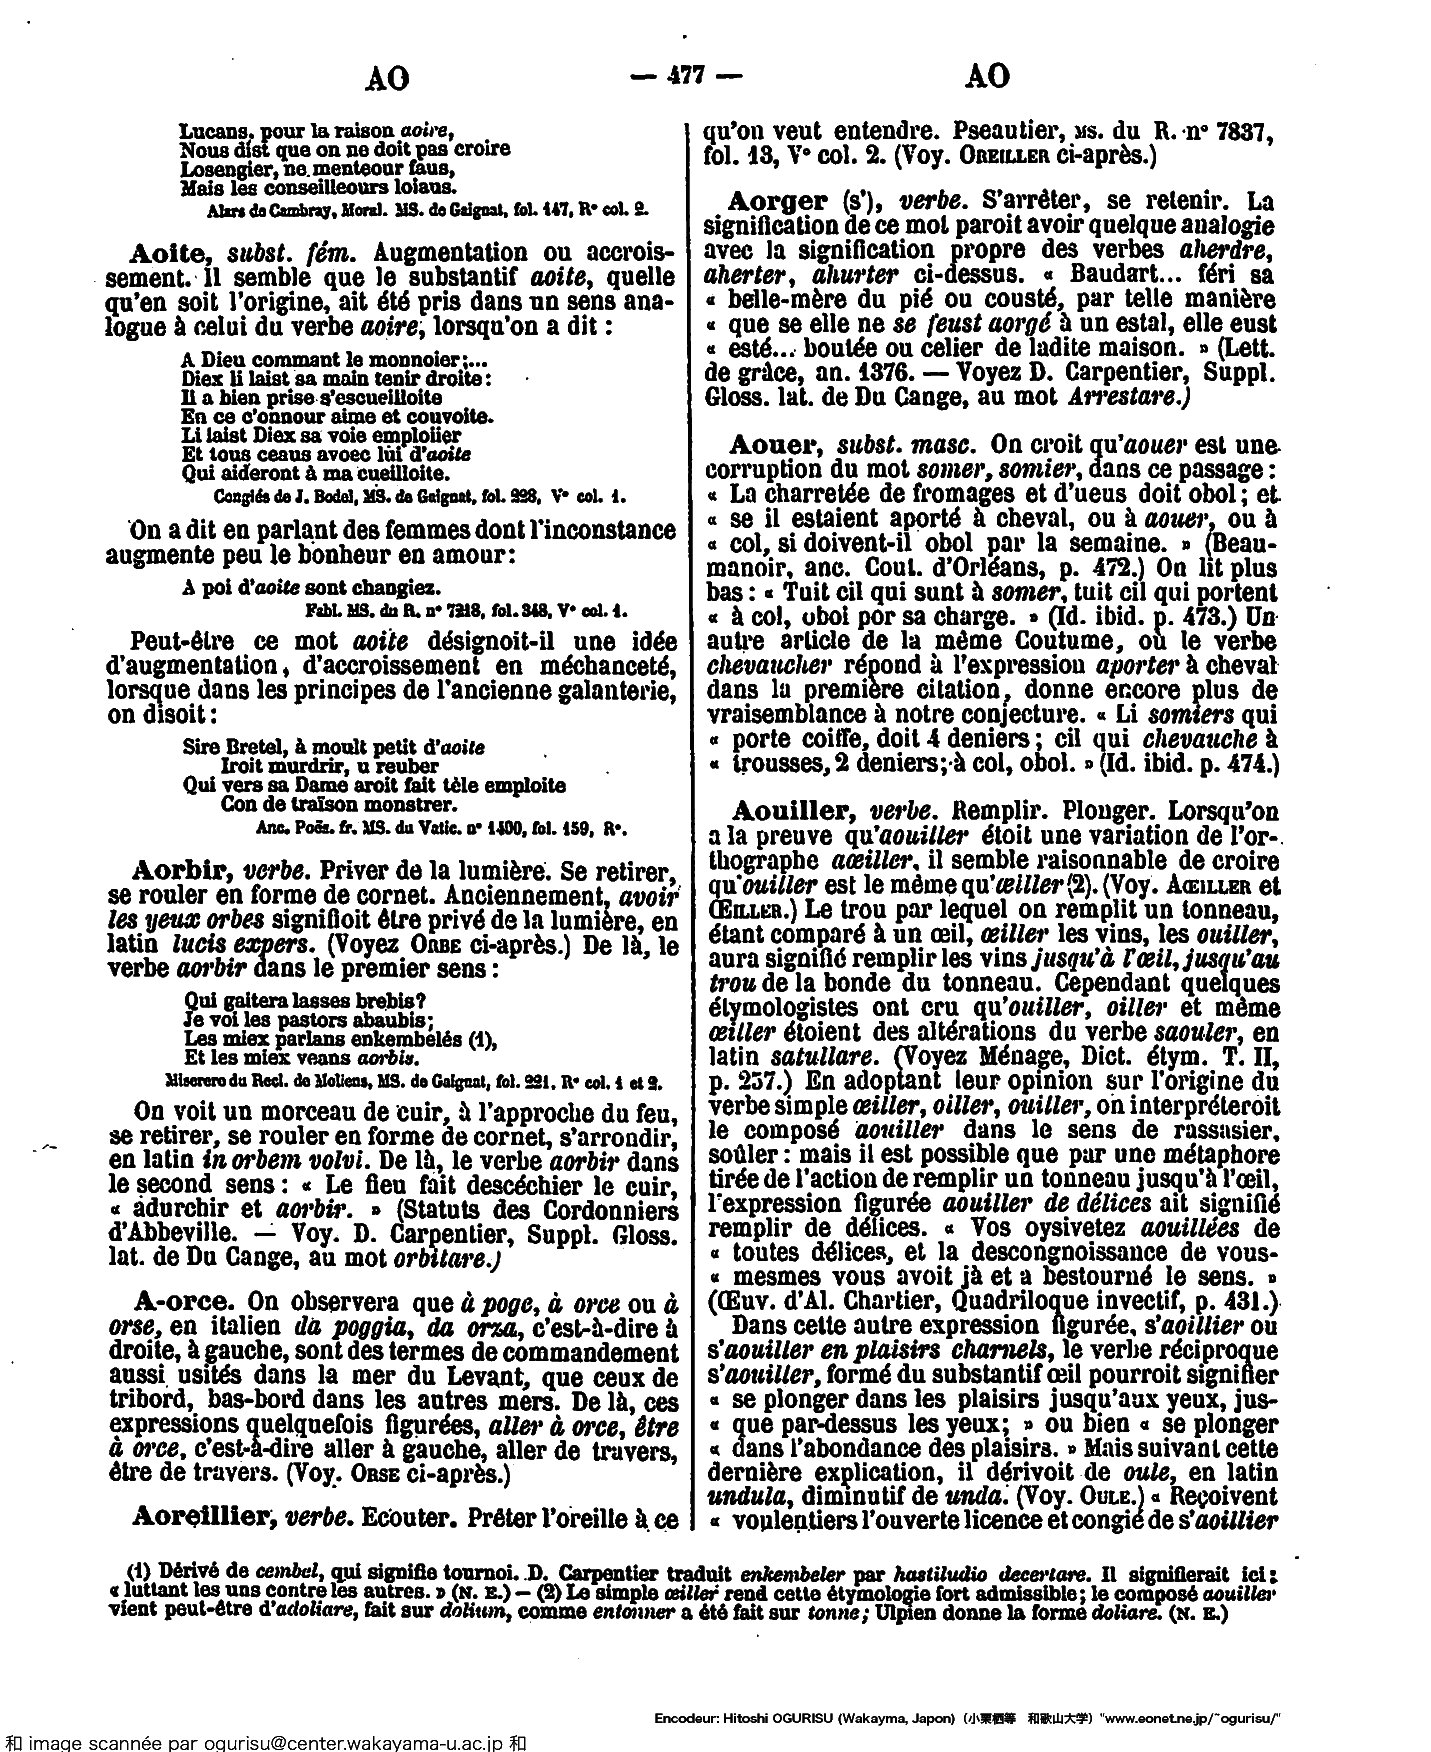 AO
— 477 —
AO
Lucans, pour la raison aoire,
Nous dist que on ne doit pas croire
Losengier, ne menteour faus,
Mais les conseilleours loiaus.
Alars de Cambray, Moral. MS. de Gaignat, fol. 147, R° col. 2.
Aoite, subst. fém. Augmentation ou accrois-
sement. Il semble que le substantif aoite, quelle
qu'en soit l'origine, ait été pris dans un sens ana-
logue à celui du verbe aoire, lorsqu'on a dit :
A Dieu commant le monnoier;...
Diex li laist sa main tenir droite:
Il a bien prise s'escueilloite
En ce c'onnour aime et couvoite.
Li laist Diex sa voie emploiier
Et tous ceaus avoec lui d'aoite
Qui aideront à ma cueilloite.
Congiés de J. Bodel, MS. de Gaignat, fol. 228, V° col. 1.
On a dit en parlant des femmes dont l'inconstance
augmente peu le bonheur en amour:
A poi d'aoite sont changiez.
Fabl. MS. du R. n° 7218, fol. 348, V° col. 1.
Peut-être ce mot aoite désignoit-il une idée
d'augmentation, d'accroissement en méchanceté,
lorsque dans les principes de l'ancienne galanterie,
on disoit:
Sire Bretel, à moult petit d'aoite
Iroit murdrir, u reuber
Qui vers sa Dame aroit fait tèle emploite
Con de traïson monstrer.
Anc. Poës. fr. MS. du Vatic. n° 1490, fol. 159, R°.
Aorbir, verbe. Priver de la lumière. Se retirer,
se rouler en forme de cornet. Anciennement, avoir
les yeux orbes signifioit être privé de la lumière, en
latin lucis expers. (Voyez ORBE ci-après.) De là, le
verbe aorbir dans le premier sens :
Qui gaitera lasses brebis?
Je voi les pastors abaubis;
Les miex parlans enkembelés (1),
Et les miex veans aorbis.
Miserere du Recl. de Moliens, MS. de Gaignat, fol. 221, R° col. 1 et 2.
On voit un morceau de cuir, à l'approche du feu,
se retirer, se rouler en forme de cornet, s'arrondir,
en latin in orbem volvi. De là, le verbe aorbir dans
le second sens : « Le fieu fait descéchier le cuir,
« adurchir et aorbir. » (Statuts des Cordonniers
d'Abbeville. — Voy. D. Carpentier, Suppl. Gloss.
lat. de Du Cange, au mot orbitare.)
A-orce. On observera que à poge, à orce ou à
orse, en italien da poggia, da orza, c'est-à-dire à
droite, à gauche, sont des termes de commandement
aussi usités dans la mer du Levant, que ceux de
tribord, bas-bord dans les autres mers. De là, ces
expressions quelquefois figurées, aller à orce, être
à orce, c'est-à-dire aller à gauche, aller de travers,
être de travers. (Voy. ORSE ci-après.)
Aoreillier, verbe. Ecouter. Prêter l'oreille à ce
qu'on veut entendre. Pseautier, MS. du R. n° 7837,
fol. 13, V° col. 2. (Voy. OREILLER ci-après.)
Aorger (s'), verbe. S'arrêter, se retenir. La
signification de ce mot paroit avoir quelque analogie
avec la signification propre des verbes aherdre,
aherter, ahurter ci-dessus. « Baudart... féri sa
« belle-mère du pié ou cousté, par telle manière
« que se elle ne se feust aorgé à un estal, elle eust
« esté... boutée ou celier de ladite maison. » (Lett.
de grâce, an. 1376. — Voyez D. Carpentier, Suppl.
Gloss. lat. de Du Cange, au mot Arrestare.)
Aouer, subst. masc. On croit qu'aouer est une
corruption du mot somer, somier, dans ce passage :
« La charretée de fromages et d'ueus doit obol ; et
« se il estaient aporté à cheval, ou à aouer, ou à
« col, si doivent-il obol par la semaine. » (Beau-
manoir, anc. Cout. d'Orléans, p. 472.) On lit plus
bas : « Tuit cil qui sunt à somer, tuit cil qui portent
« à col, obol por sa charge. » (Id. ibid. p. 473.) Un
autre article de la même Coutume, où le verbe
chevaucher répond à l'expression aporter à cheval
dans la première citation, donne encore plus de
vraisemblance à notre conjecture. « Li somiers qui
« porte coiffe, doit 4 deniers ; cil qui chevauche à
« trousses, 2 deniers; à col, obol. » (Id. ibid. p. 474.)
Aouiller, verbe. Remplir. Plonger. Lorsqu'on
a la preuve qu'aouiller étoit une variation de l'or-
thographe aœiller, il semble raisonnable de croire
qu'ouiller est le même qu'œiller (2). (Voy. AŒILLER et
ŒILLER.) Le trou par lequel on remplit un tonneau,
étant comparé à un œil, œiller les vins, les ouiller,
aura signifié remplir les vins jusqu'à l'œil, jusqu'au
trou de la bonde du tonneau. Cependant quelques
étymologistes ont cru qu'ouiller, oiller et même
œiller étoient des altérations du verbe saouler, en
latin satullare. (Voyez Ménage, Dict. étym. T. II,
p. 257.) En adoptant leur opinion sur l'origine du
verbe simple œiller, oiller, ouiller, on interpréteroit
le composé aouiller dans le sens de rassasier,
soûler : mais il est possible que par une métaphore
tirée de l'action de remplir un tonneau jusqu'à l'œil,
l'expression figurée aouiller de délices ait signifié
remplir de délices. « Vos oysivetez aouillées de
« toutes délices, et la descongnoissance de vous-
« mesmes vous avoit jà et a bestourné le sens. »
(Œuv. d'Al. Chartier, Quadriloque invectif, p. 431.)
Dans cette autre expression figurée, s'aoillier ou
s'aouiller en plaisirs charnels, le verbe réciproque
s'aouiller, formé du substantif œil pourroit signifier
« se plonger dans les plaisirs jusqu'aux yeux, jus-
« que par-dessus les yeux; » ou bien « se plonger
« dans l'abondance des plaisirs. » Mais suivant cette
dernière explication, il dérivoit de oule, en latin
undula, diminutif de unda. (Voy. OULE.) « Reçoivent
« voulentiers l'ouverte licence et congié de s'aoillier
(1) Dérivé de cembel, qui signifie tournoi. D. Carpentier traduit enkembeler par hastiludio decertare. Il signifierait ici :
« luttant les uns contre les autres. » (N. E.) — (2) Le simple œiller rend cette étymologie fort admissible ; le composé aouiller
vient peut-être d'adoliare, fait sur dolium, comme entonner a été fait sur tonne ; Ulpien donne la forme doliare. (N. E.)
Encodeur: Hitoshi OGURISU (Wakayma, Japon) (小栗栖等 和歌山大学) "www.eonet.ne.jp/~ogurisu/"
和 image scannée par ogurisu@center.wakayama-u.ac.jp 和